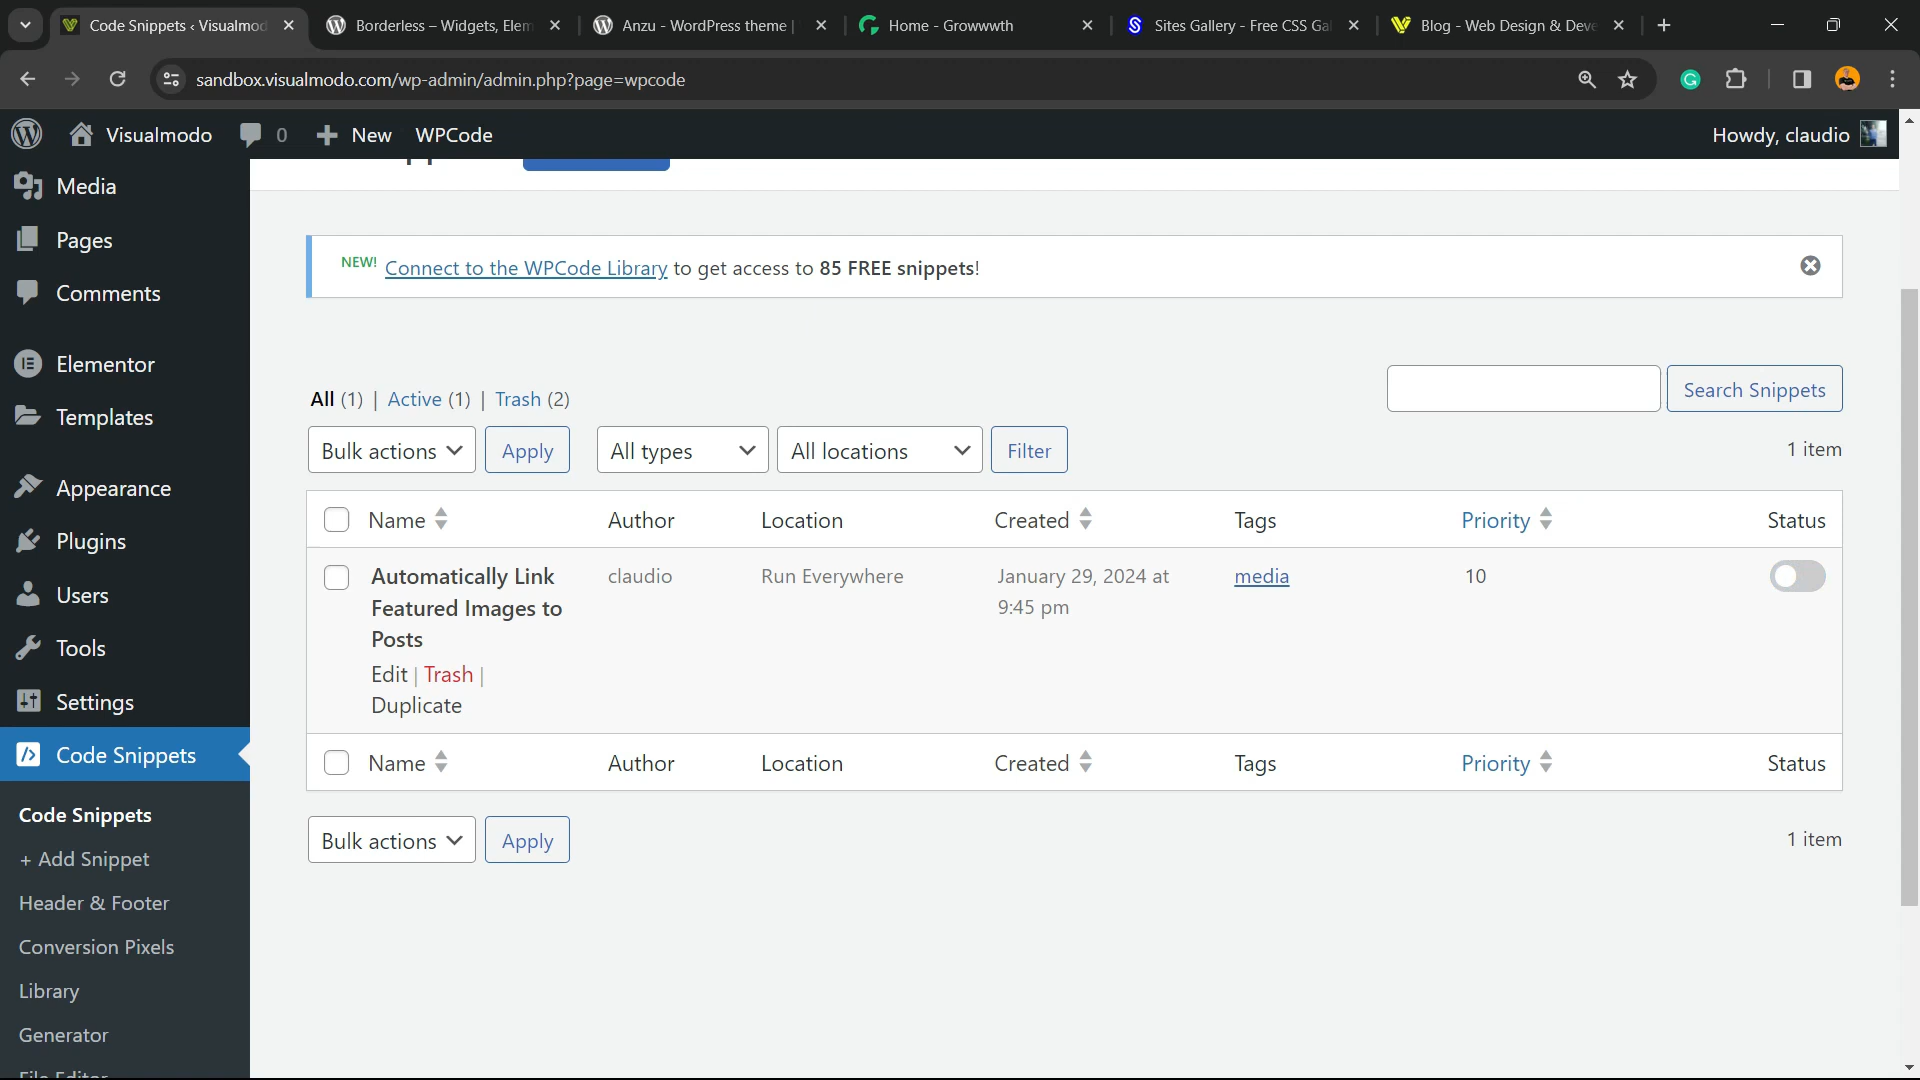 Code Snippets ‹ Visualmod
Borderless – Widgets, Elem
Anzu - WordPress theme |
Home - Growwwth
Sites Gallery - Free CSS Gal
Blog - Web Design & Deve
sandbox.visualmodo.com/wp-admin/admin.php?page=wpcode
Visualmodo 0 New WPCode Howdy, claudio
Media
Pages
Comments
Elementor
Templates
Appearance
Plugins
Users
Tools
Settings
Code Snippets
Code Snippets
+ Add Snippet
Header & Footer
Conversion Pixels
Library
Generator
File Editor
NEW! Connect to the WPCode Library to get access to 85 FREE snippets!
Search Snippets
All (1) | Active (1) | Trash (2)
Bulk actions Apply All types All locations Filter 1 item
Name Author Location Created Tags Priority Status
Automatically Link claudio Run Everywhere January 29, 2024 at media 10
Featured Images to 9:45 pm
Posts
Edit | Trash |
Duplicate
Name Author Location Created Tags Priority Status
Bulk actions Apply 1 item